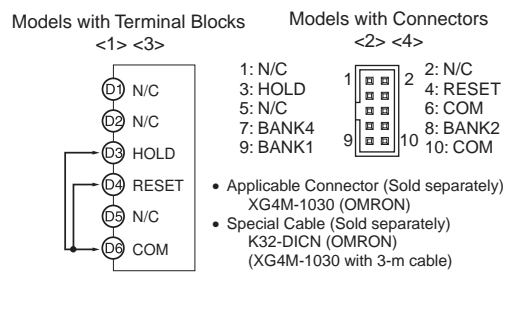 Models with Terminal Blocks
<1> <3>
D1 N/C
D2 N/C
D3 HOLD
D4 RESET
D5 N/C
D6 COM
Models with Connectors
<2> <4>
1: N/C
3: HOLD
5: N/C
7: BANK4
9: BANK1
1 2
9 10
2: N/C
4: RESET
6: COM
8: BANK2
10: COM
• Applicable Connector (Sold separately)
XG4M-1030 (OMRON)
• Special Cable (Sold separately)
K32-DICN (OMRON)
(XG4M-1030 with 3-m cable)